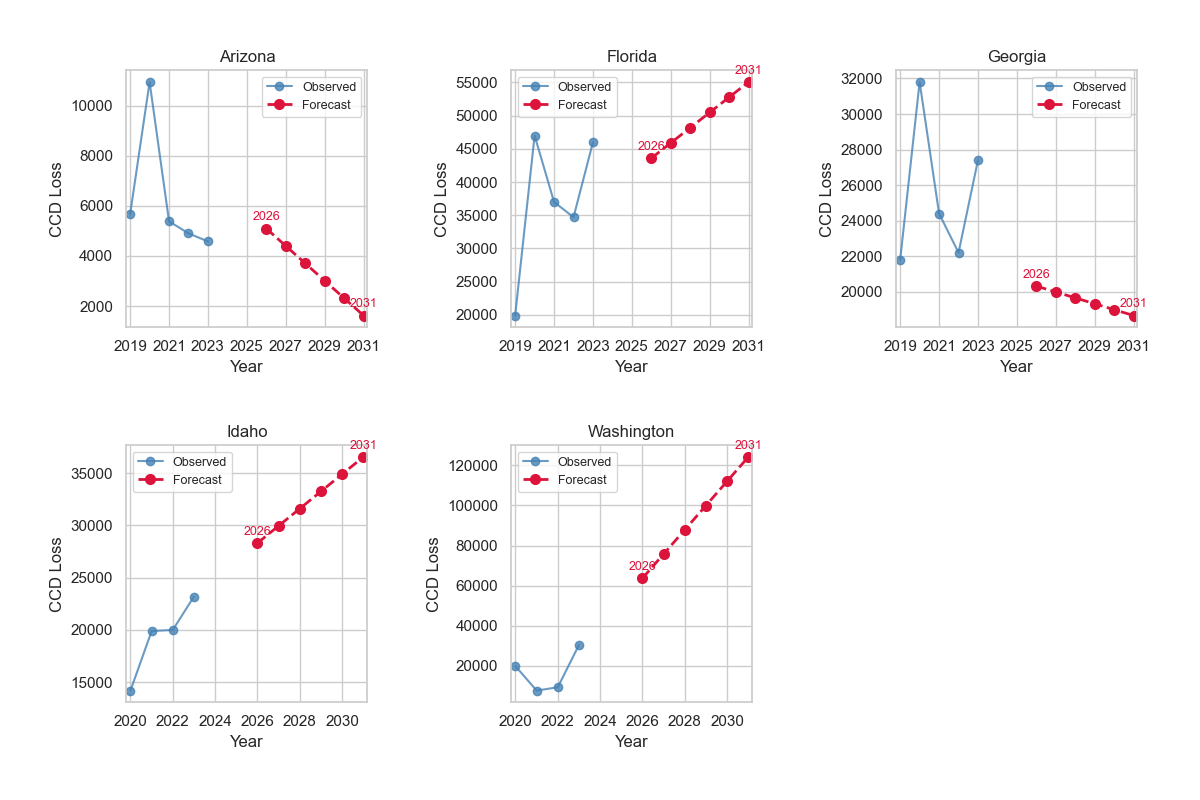 Arizona
Observed
Forecast
10000
8000
6000
4000
2000
CCD Loss
2026
2031
2019 2021 2023 2025 2027 2029 2031
Year
Florida
Observed
Forecast
55000
50000
45000
40000
35000
30000
25000
20000
CCD Loss
2026
2031
2019 2021 2023 2025 2027 2029 2031
Year
Georgia
Observed
Forecast
32000
30000
28000
26000
24000
22000
20000
CCD Loss
2026
2031
2019 2021 2023 2025 2027 2029 2031
Year
Idaho
Observed
Forecast
35000
30000
25000
20000
15000
CCD Loss
2026
2031
2020 2022 2024 2026 2028 2030
Year
Washington
Observed
Forecast
120000
100000
80000
60000
40000
20000
CCD Loss
2026
2031
2020 2022 2024 2026 2028 2030
Year